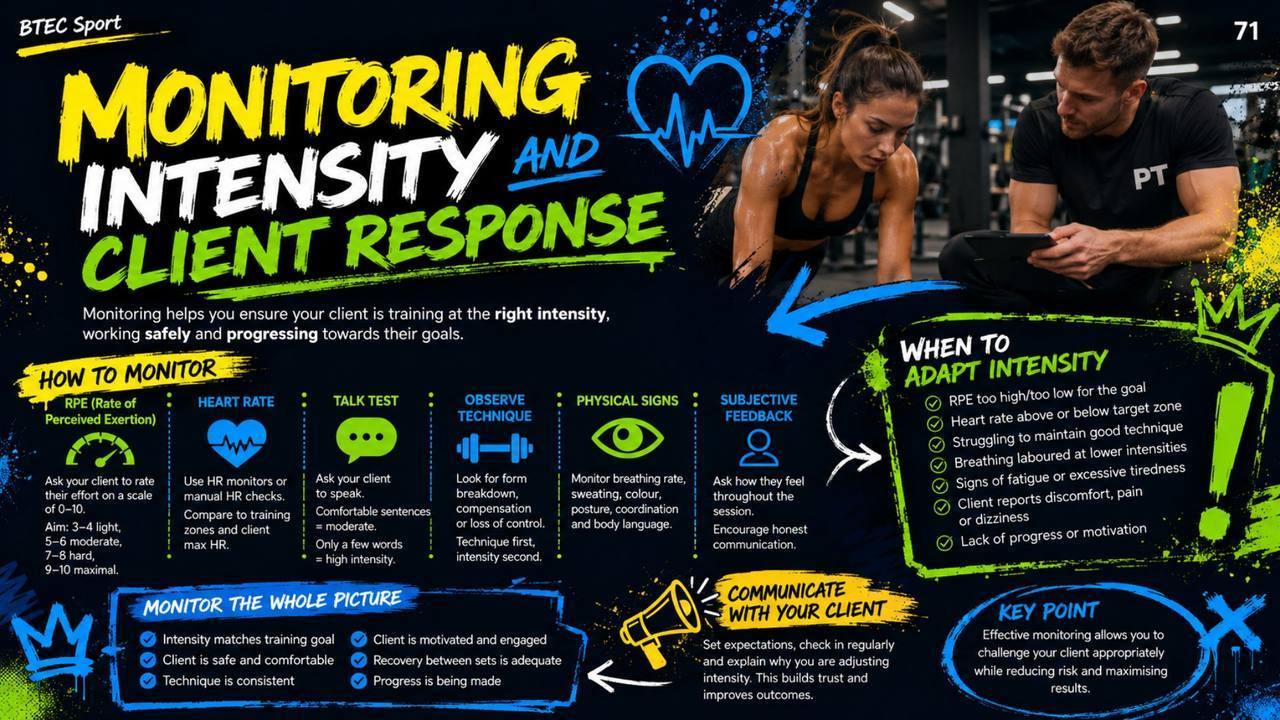 BTEC Sport
71
MONITORING
INTENSITY AND
CLIENT RESPONSE
PT
Monitoring helps you ensure your client is training at the right intensity,
working safely and progressing towards their goals.
HOW TO MONITOR
RPE (Rate of
Perceived Exertion)
Ask your client to rate
their effort on a scale
of 0–10.
Aim: 3–4 light,
5–6 moderate,
7–8 hard,
9–10 maximal.
HEART RATE
Use HR monitors or
manual HR checks.
Compare to training
zones and client
max HR.
TALK TEST
Ask your client
to speak.
Comfortable sentences
= moderate.
Only a few words
= high intensity.
OBSERVE
TECHNIQUE
Look for form
breakdown,
compensation
or loss of control.
Technique first,
intensity second.
PHYSICAL SIGNS
Monitor breathing rate,
sweating, colour,
posture, coordination
and body language.
SUBJECTIVE
FEEDBACK
Ask how they feel
throughout the
session.
Encourage honest
communication.
WHEN TO
ADAPT INTENSITY
RPE too high/too low for the goal
Heart rate above or below target zone
Struggling to maintain good technique
Breathing laboured at lower intensities
Signs of fatigue or excessive tiredness
Client reports discomfort, pain
or dizziness
Lack of progress or motivation
MONITOR THE WHOLE PICTURE
Intensity matches training goal
Client is safe and comfortable
Technique is consistent
Client is motivated and engaged
Recovery between sets is adequate
Progress is being made
COMMUNICATE
WITH YOUR CLIENT
Set expectations, check in regularly
and explain why you are adjusting
intensity. This builds trust and
improves outcomes.
KEY POINT
Effective monitoring allows you to
challenge your client appropriately
while reducing risk and maximising
results.